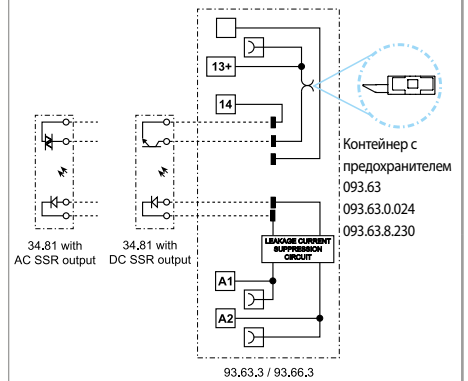 13+
14
Контейнер с
предохранителем
093.63
093.63.0.024
093.63.8.230
34.81 with
AC SSR output
34.81 with
DC SSR output
LEAKAGE CURRENT
SUPPRESSION
CIRCUIT
A1
A2
93.63.3 / 93.66.3